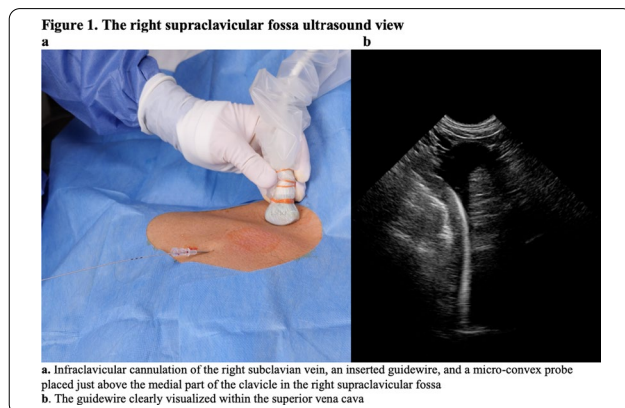 Figure 1. The right supraclavicular fossa ultrasound view
a b
a. Infraclavicular cannulation of the right subclavian vein, an inserted guidewire, and a micro-convex probe
placed just above the medial part of the clavicle in the right supraclavicular fossa
b. The guidewire clearly visualized within the superior vena cava